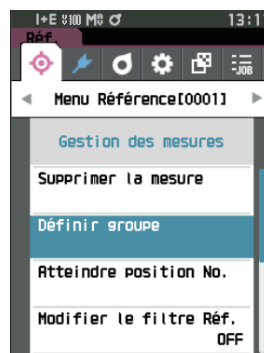 I+E 100 M0 13:1
Réf.
-JOB
Menu Référence[0001]
Gestion des mesures
Supprimer la mesure
Définir groupe
Atteindre position No.
Modifier le filtre Réf.
OFF